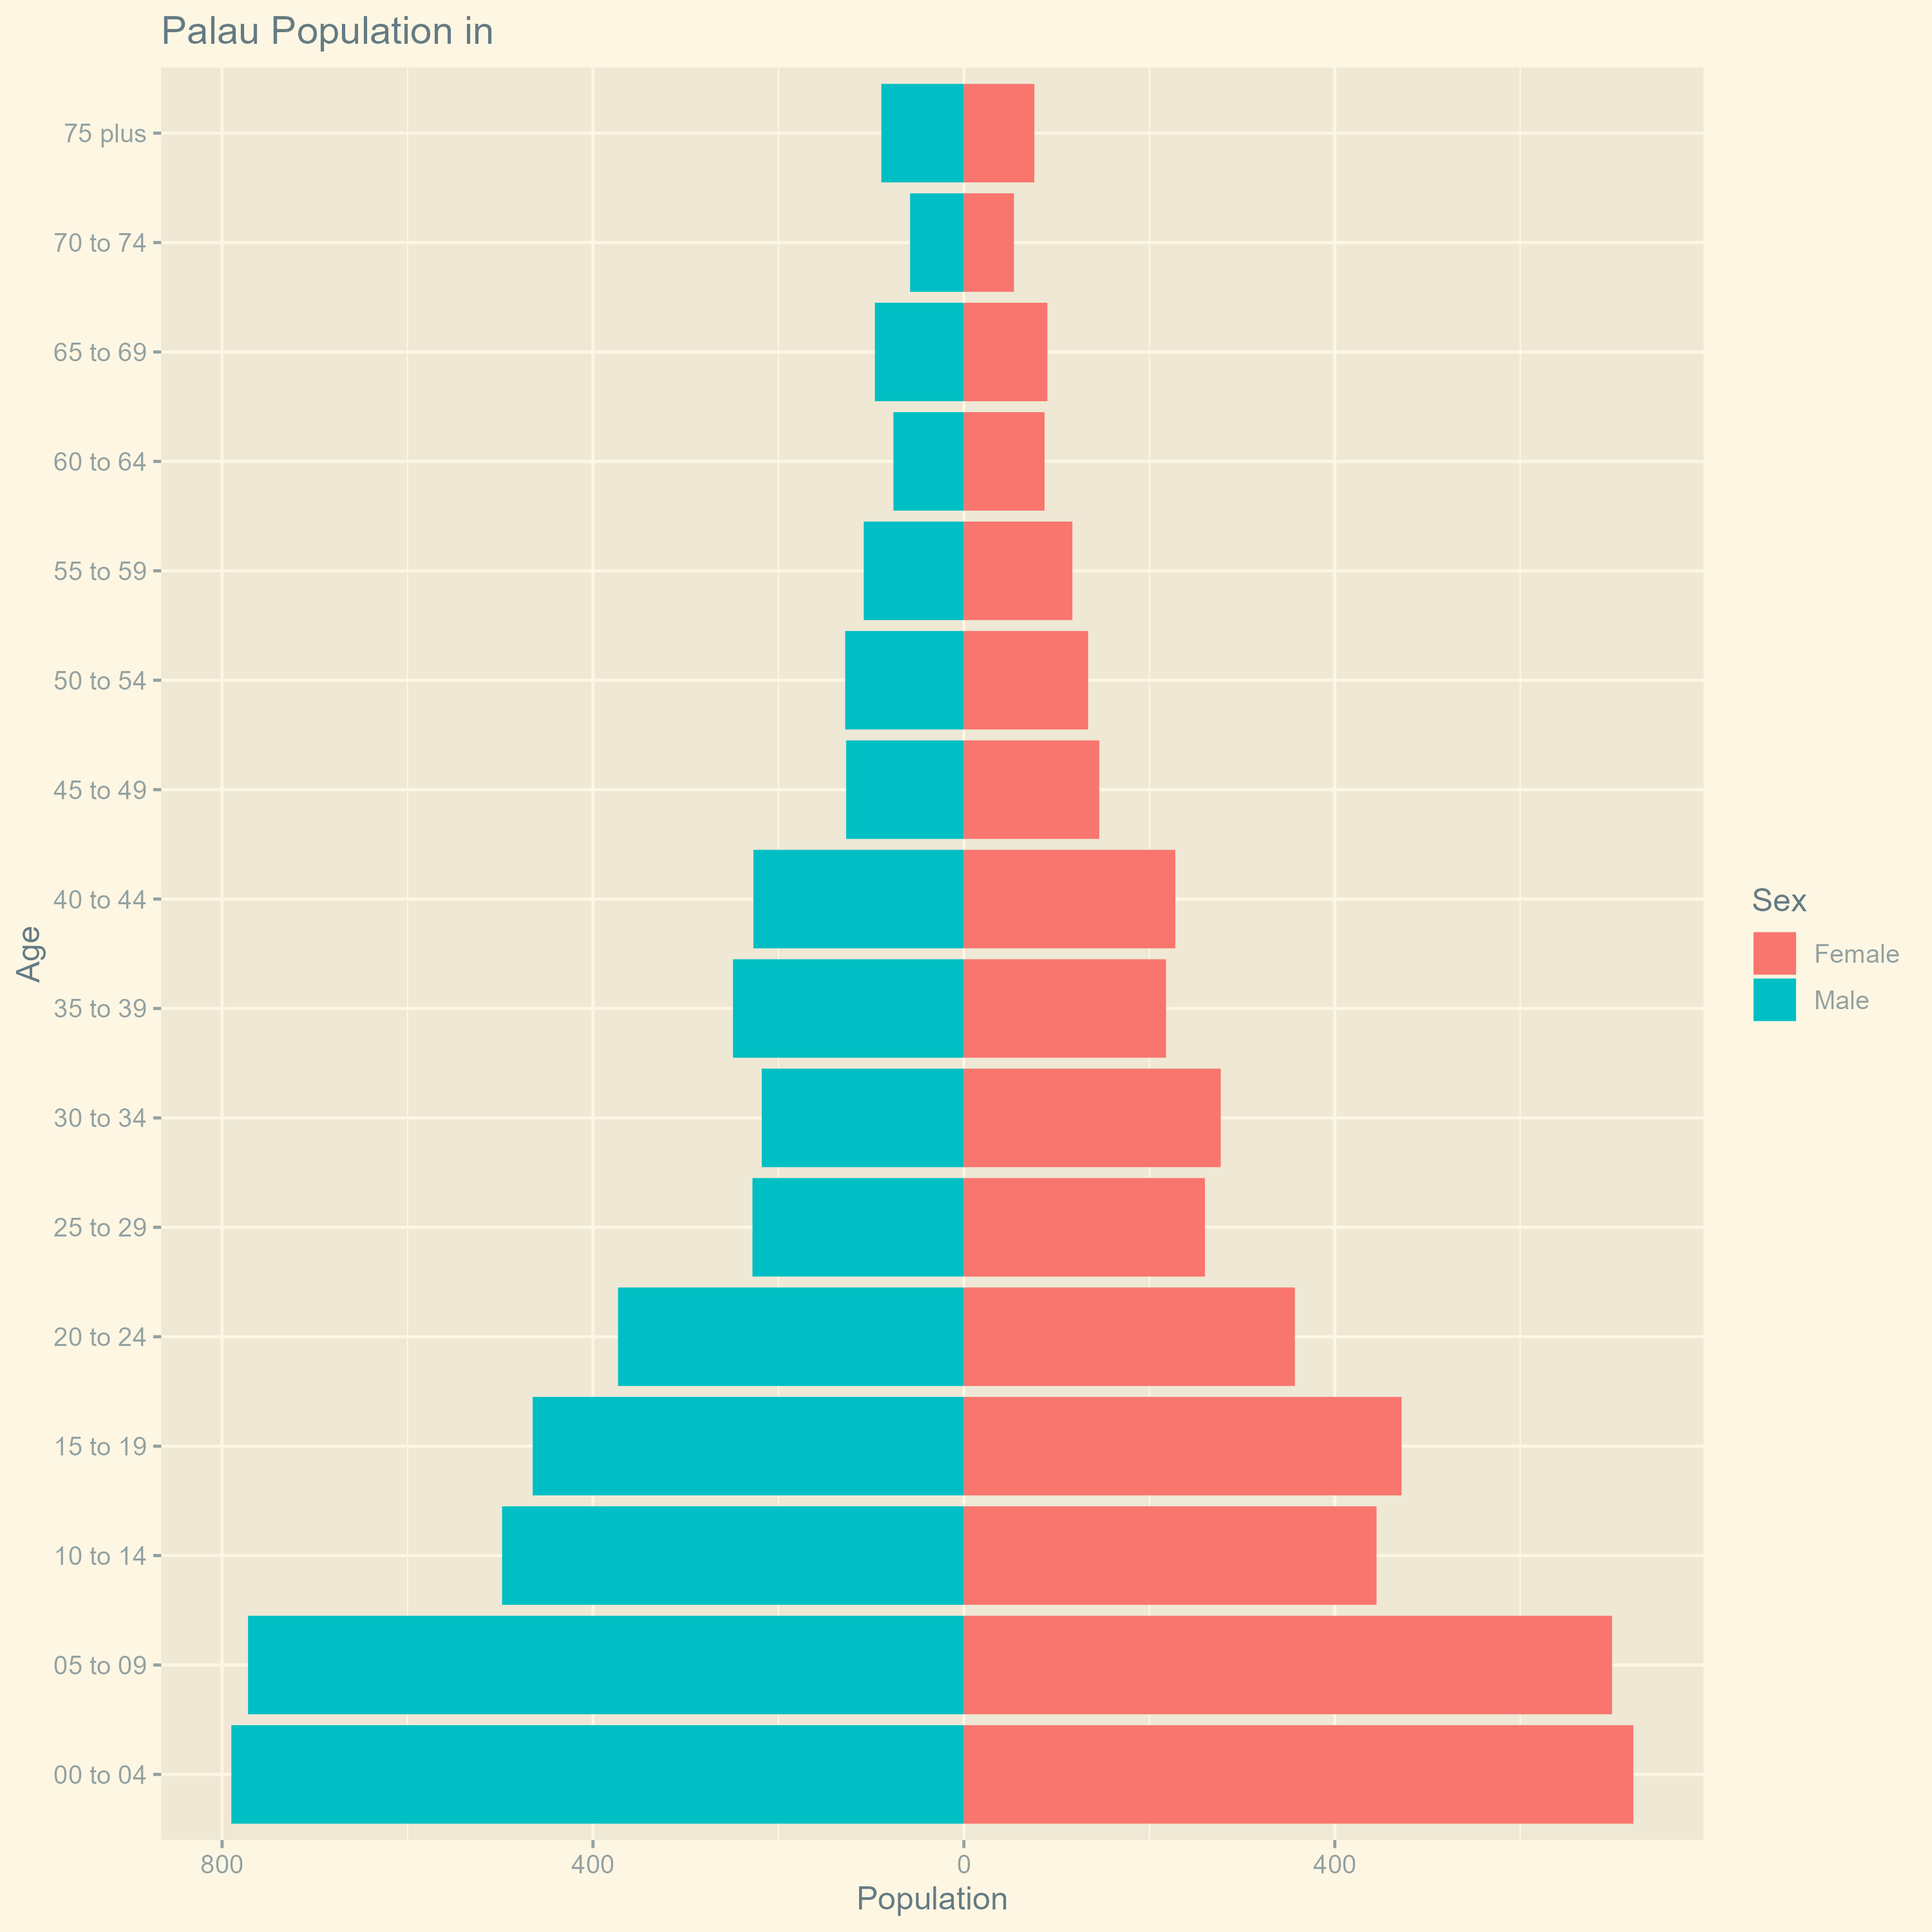 Palau Population in
75 plus
70 to 74
65 to 69
60 to 64
55 to 59
50 to 54
45 to 49
40 to 44
35 to 39
30 to 34
25 to 29
20 to 24
15 to 19
10 to 14
05 to 09
00 to 04
Age
800 400 0 400
Population
Sex
Female
Male